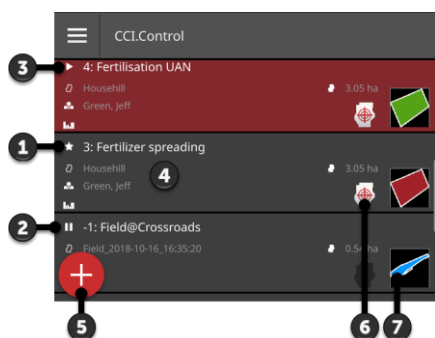 CCI.Control
3
4: Fertilisation UAN
Househill
3.05 ha
Green, Jeff
1
3: Fertilizer spreading
Househill
4
3.05 ha
Green, Jeff
2
-1: Field@Crossroads
Field_2018-10-16_16:35:20
0.54 ha
5
6
7